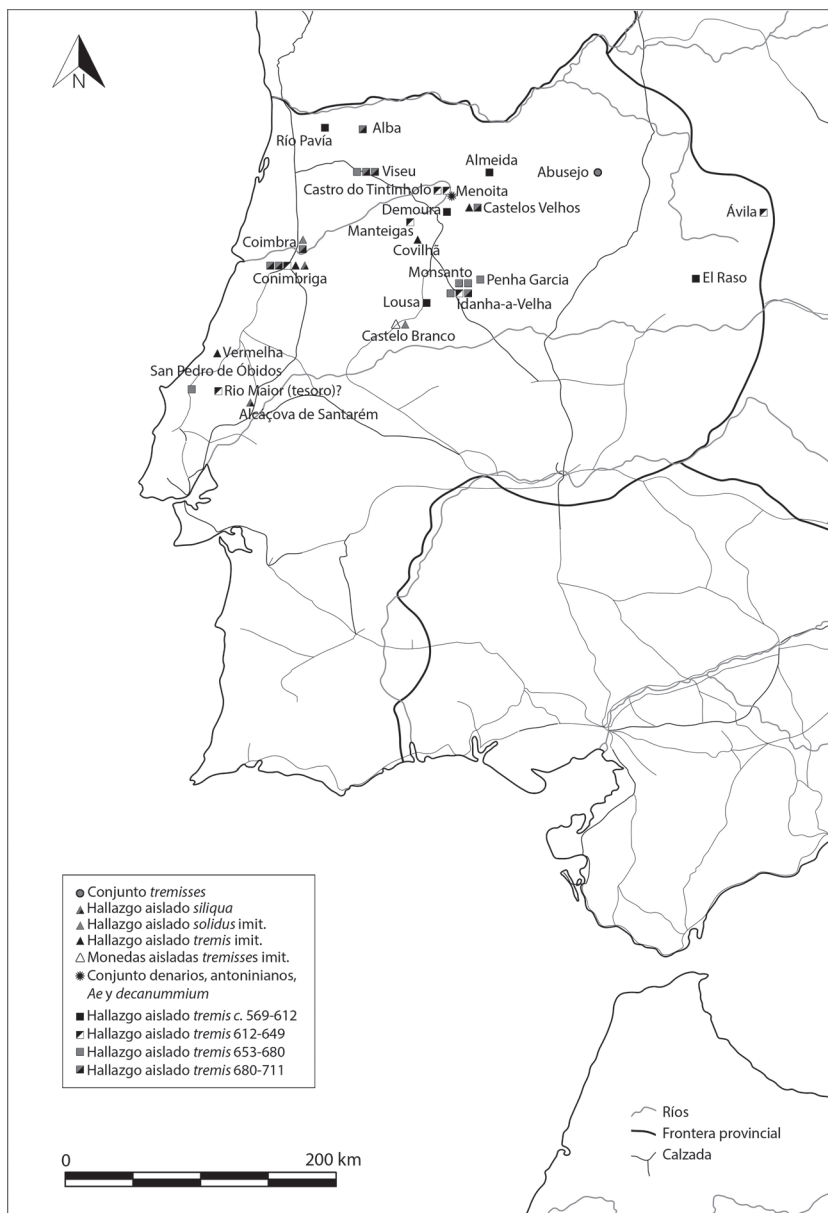 N
Río Pavía
Alba
Viseu
Almeida
Abusejo
Castro do Tintinholo
Menoita
Demoura
Castelos Velhos
Ávila
Manteigas
Coimbra
Covilhã
Conimbriga
Monsanto
Penha Garcia
El Raso
Lousa
Idanha-a-Velha
Castelo Branco
Vermelha
San Pedro de Óbidos
Rio Maior (tesoro)?
Alcaçova de Santarém
Conjunto tremisses
Hallazgo aislado siliqua
Hallazgo aislado solidus imit.
Hallazgo aislado tremis imit.
Monedas aisladas tremisses imit.
Conjunto denarios, antoninianos,
Ae y decanummium
Hallazgo aislado tremis c. 569-612
Hallazgo aislado tremis 612-649
Hallazgo aislado tremis 653-680
Hallazgo aislado tremis 680-711
Ríos
Frontera provincial
Calzada
0 200 km